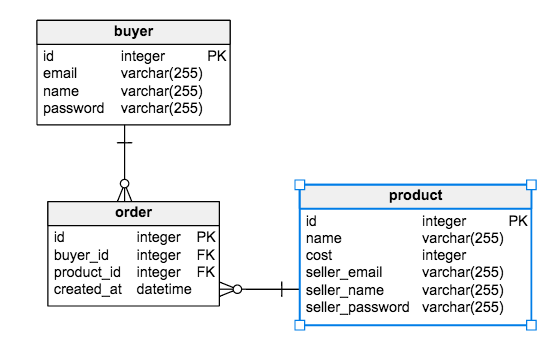 buyer
id integer PK
email varchar(255)
name varchar(255)
password varchar(255)
order
id integer PK
buyer_id integer FK
product_id integer FK
created_at datetime
product
id integer PK
name varchar(255)
cost integer
seller_email varchar(255)
seller_name varchar(255)
seller_password varchar(255)